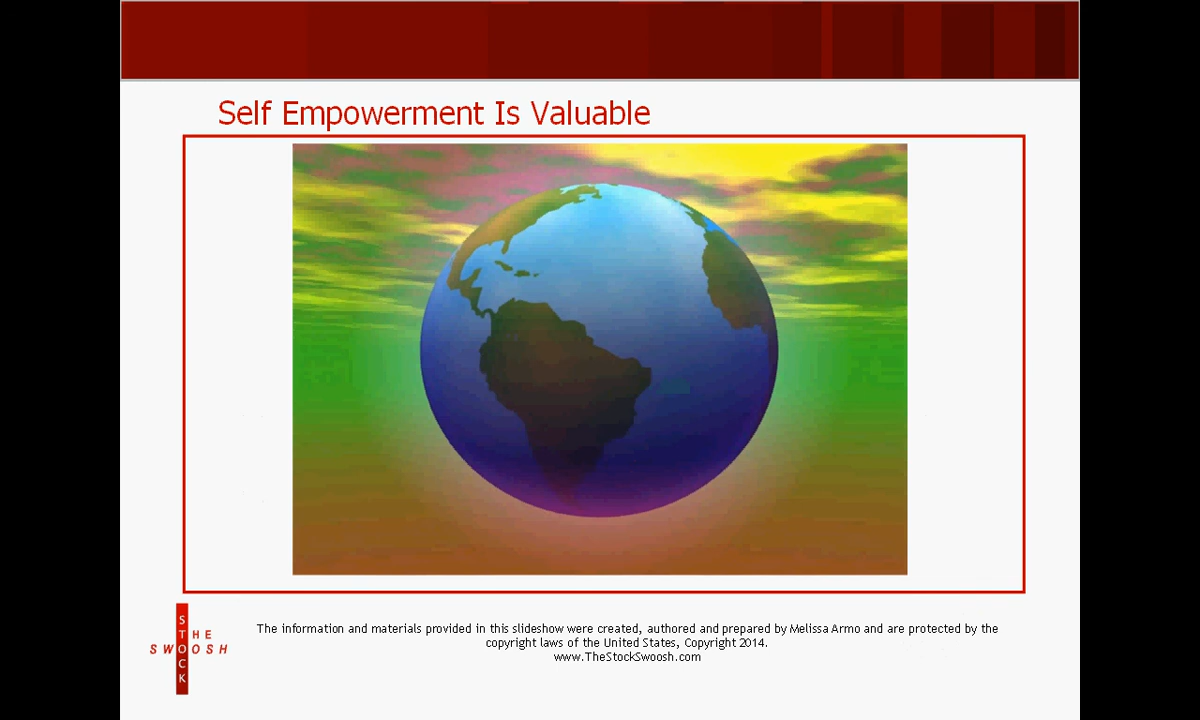 Self Empowerment Is Valuable
THE
STOCK
SWOOSH
The information and materials provided in this slideshow were created, authored and prepared by Melissa Armo and are protected by the
copyright laws of the United States, Copyright 2014.
www.TheStockSwoosh.com